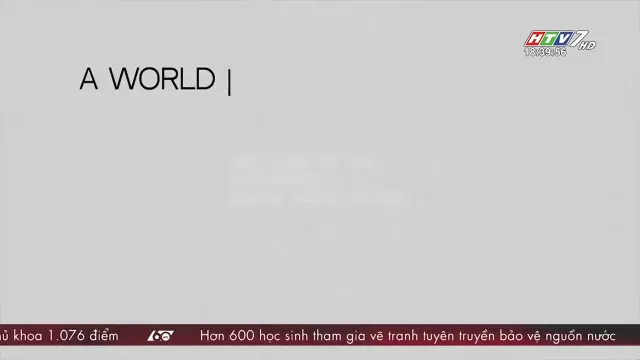 HTV7 HD
18:39:56
A WORLD |
khoa 1.076 điểm
60
Hơn 600 học sinh tham gia vẽ tranh tuyên truyền bảo vệ nguồn nước